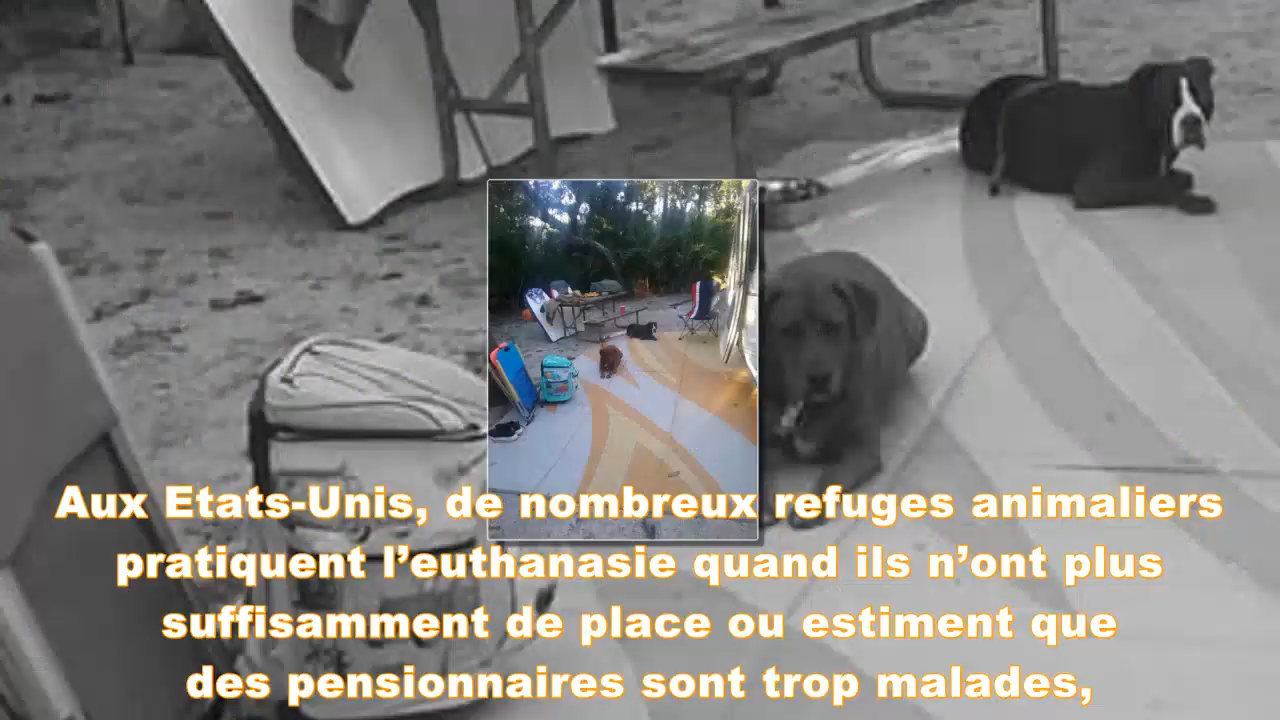 Aux Etats-Unis, de nombreux refuges animaliers
pratiquent l’euthanasie quand ils n’ont plus
suffisamment de place ou estiment que
des pensionnaires sont trop malades,